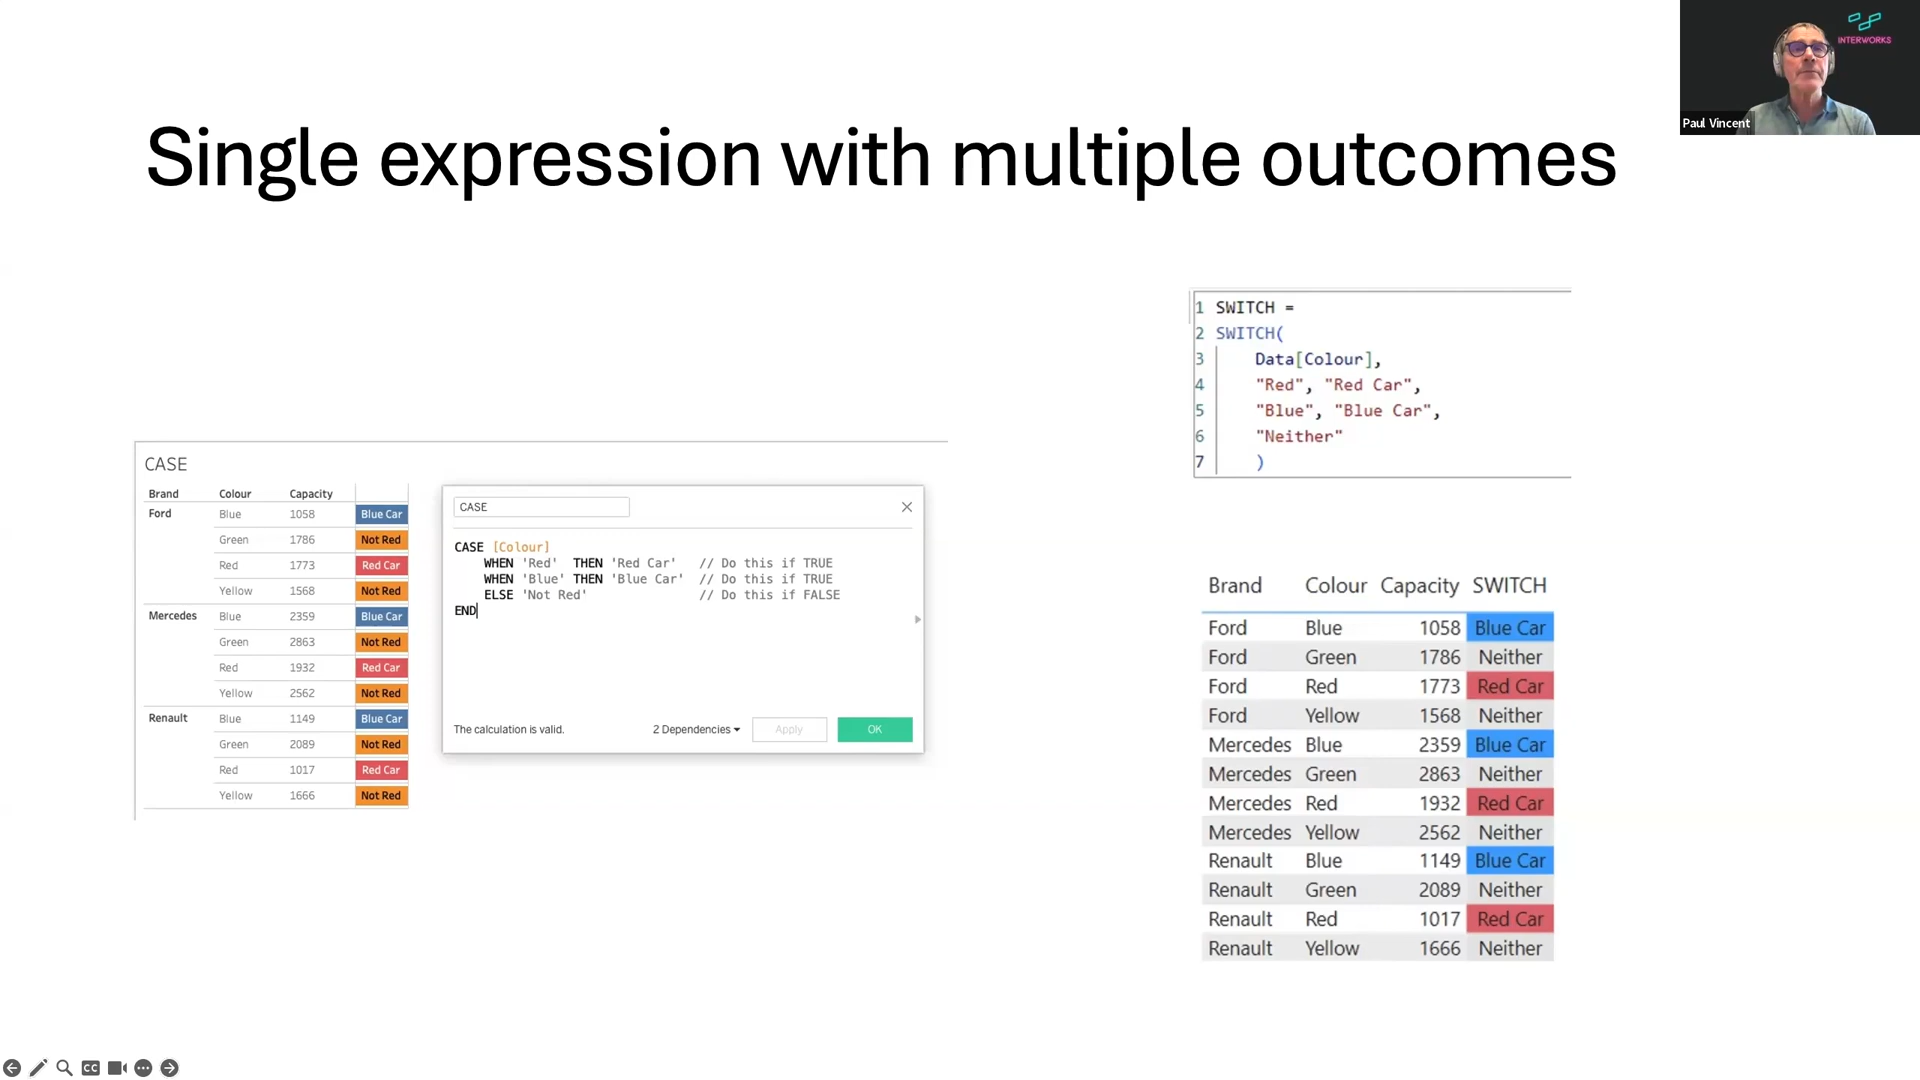 INTERWORKS
Paul Vincent
Single expression with multiple outcomes
CASE
Brand Colour Capacity
Ford Blue 1058 Blue Car
Green 1786 Not Red
Red 1773 Red Car
Yellow 1568 Not Red
Mercedes Blue 2359 Blue Car
Green 2863 Not Red
Red 1932 Red Car
Yellow 2562 Not Red
Renault Blue 1149 Blue Car
Green 2089 Not Red
Red 1017 Red Car
Yellow 1666 Not Red
CASE
CASE [Colour]
WHEN 'Red' THEN 'Red Car' // Do this if TRUE
WHEN 'Blue' THEN 'Blue Car' // Do this if TRUE
ELSE 'Not Red' // Do this if FALSE
END
The calculation is valid. 2 Dependencies Apply OK
1 SWITCH =
2 SWITCH(
3 Data[Colour],
4 "Red", "Red Car",
5 "Blue", "Blue Car",
6 "Neither"
7 )
Brand Colour Capacity SWITCH
Ford Blue 1058 Blue Car
Ford Green 1786 Neither
Ford Red 1773 Red Car
Ford Yellow 1568 Neither
Mercedes Blue 2359 Blue Car
Mercedes Green 2863 Neither
Mercedes Red 1932 Red Car
Mercedes Yellow 2562 Neither
Renault Blue 1149 Blue Car
Renault Green 2089 Neither
Renault Red 1017 Red Car
Renault Yellow 1666 Neither
CC